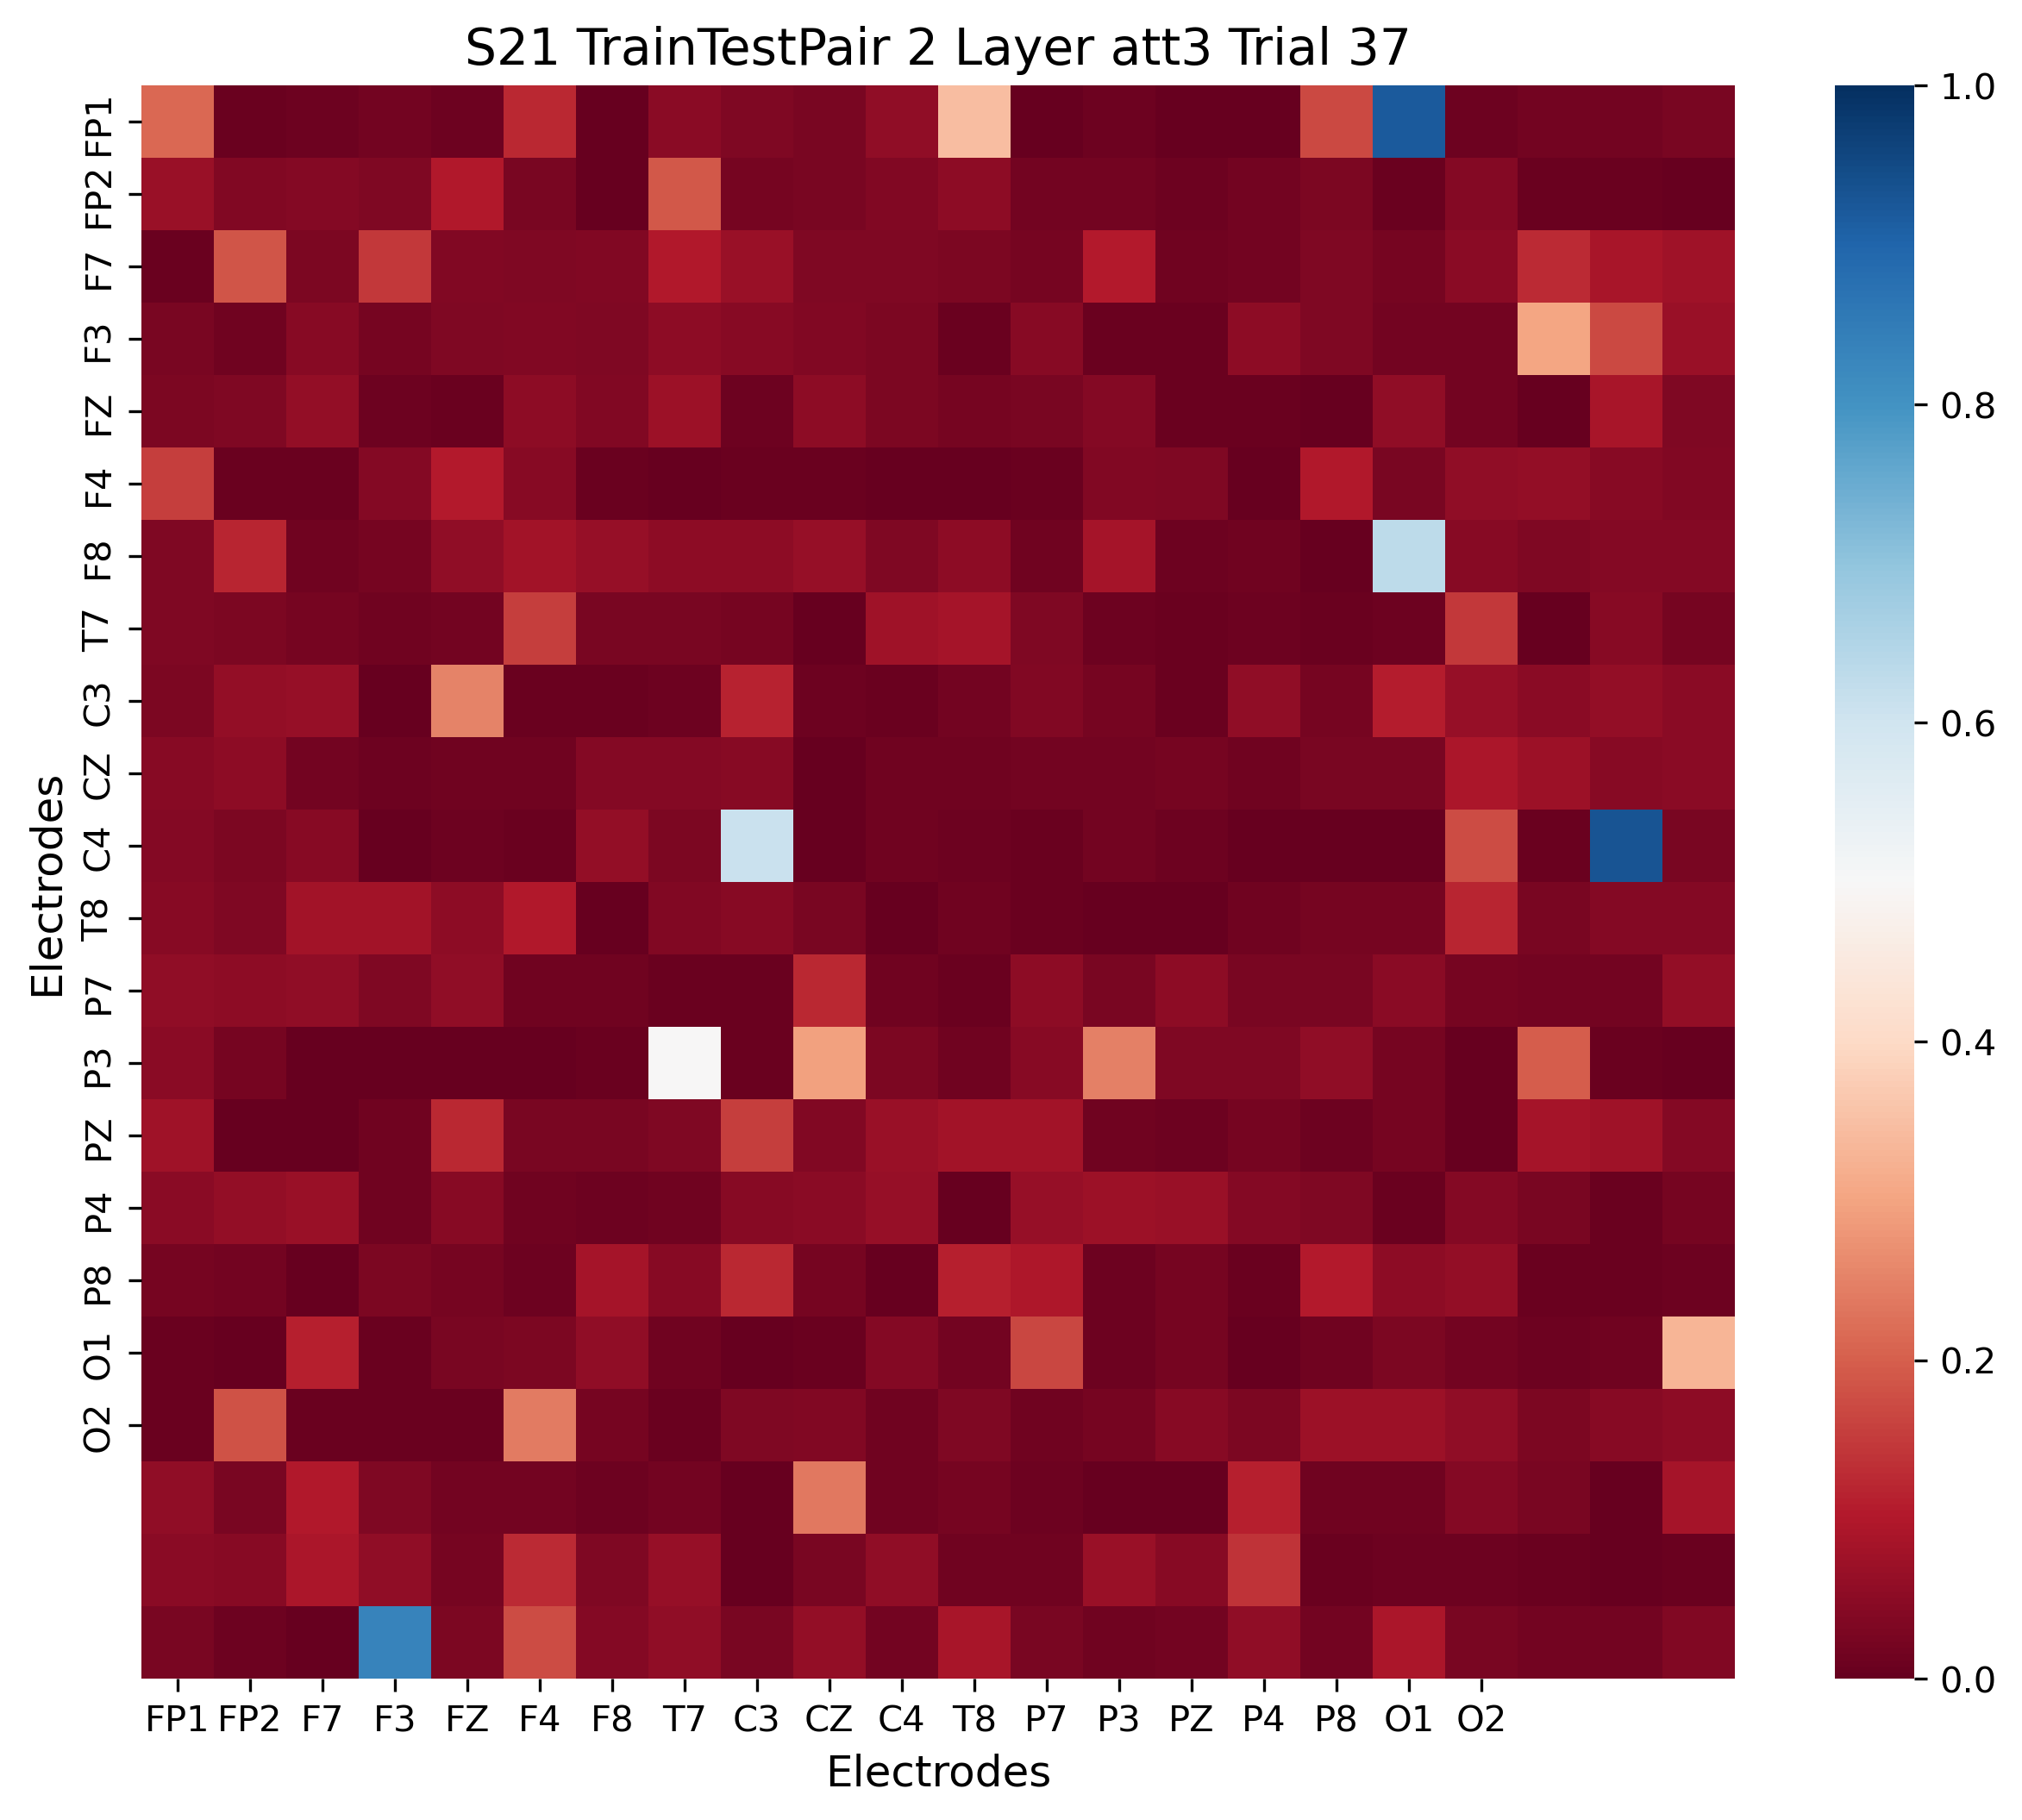 S21 TrainTestPair 2 Layer att3 Trial 37
Electrodes
FP1
FP2
F7
F3
FZ
F4
F8
T7
C3
CZ
C4
T8
P7
P3
PZ
P4
P8
O1
O2
FP1 FP2 F7 F3 FZ F4 F8 T7 C3 CZ C4 T8 P7 P3 PZ P4 P8 O1 O2
Electrodes
1.0
0.8
0.6
0.4
0.2
0.0